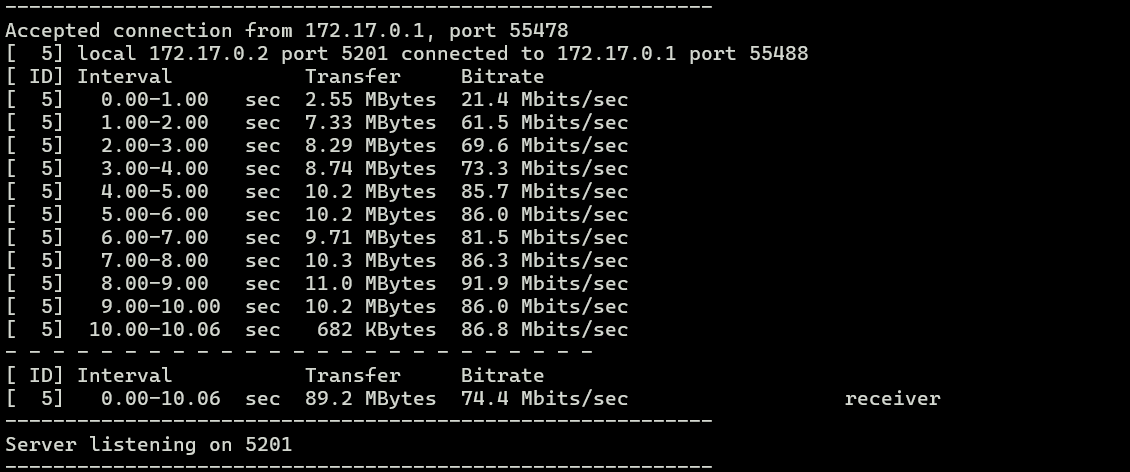 -----------------------------------------------------------
Accepted connection from 172.17.0.1, port 55478
[  5] local 172.17.0.2 port 5201 connected to 172.17.0.1 port 55488
[ ID] Interval           Transfer     Bitrate
[  5]   0.00-1.00   sec  2.55 MBytes  21.4 Mbits/sec
[  5]   1.00-2.00   sec  7.33 MBytes  61.5 Mbits/sec
[  5]   2.00-3.00   sec  8.29 MBytes  69.6 Mbits/sec
[  5]   3.00-4.00   sec  8.74 MBytes  73.3 Mbits/sec
[  5]   4.00-5.00   sec  10.2 MBytes  85.7 Mbits/sec
[  5]   5.00-6.00   sec  10.2 MBytes  86.0 Mbits/sec
[  5]   6.00-7.00   sec  9.71 MBytes  81.5 Mbits/sec
[  5]   7.00-8.00   sec  10.3 MBytes  86.3 Mbits/sec
[  5]   8.00-9.00   sec  11.0 MBytes  91.9 Mbits/sec
[  5]   9.00-10.00  sec  10.2 MBytes  86.0 Mbits/sec
[  5]  10.00-10.06  sec   682 KBytes  86.8 Mbits/sec
- - - - - - - - - - - - - - - - - - - - - - - - -
[ ID] Interval           Transfer     Bitrate
[  5]   0.00-10.06  sec  89.2 MBytes  74.4 Mbits/sec                  receiver
-----------------------------------------------------------
Server listening on 5201
-----------------------------------------------------------